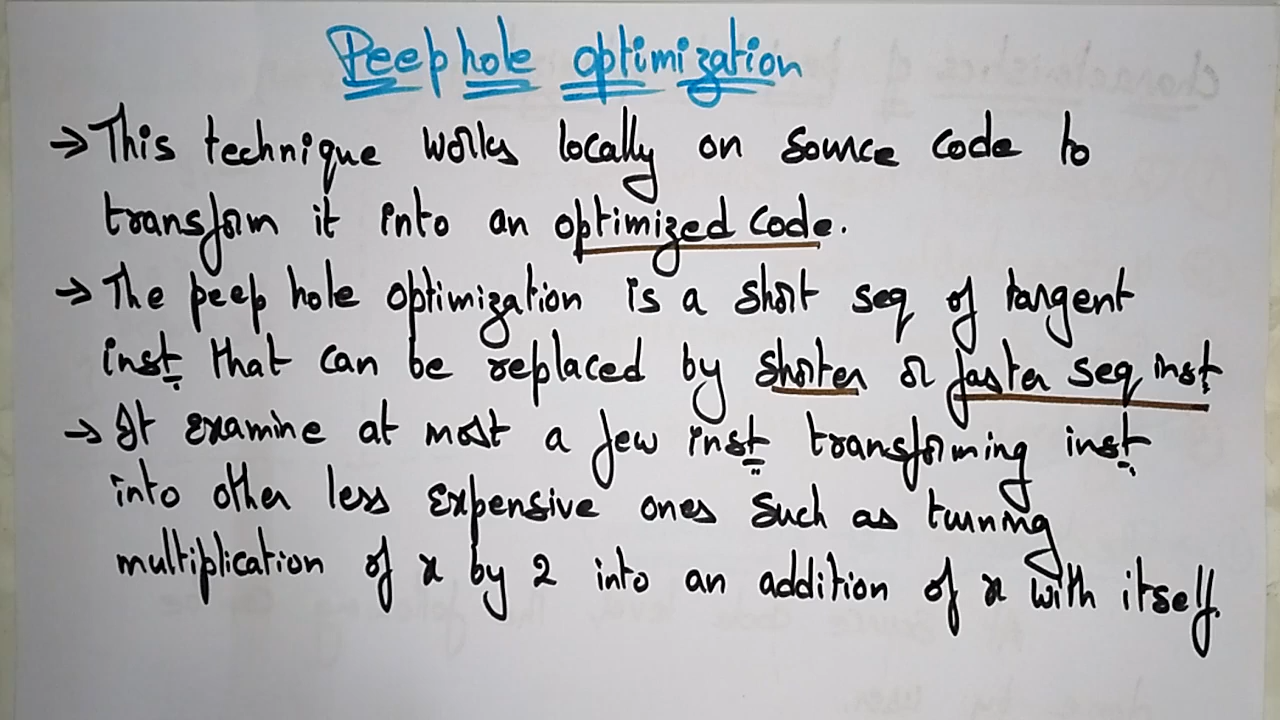 Peep hole optimization
→ This technique works locally on source code to
transform it into an optimized code.
→ The peep hole optimization is a short seq of tangent
inst that can be replaced by shorter or faster seq inst
→ It examine at most a few inst transforming inst
into other less expensive ones such as turning
multiplication of x by 2 into an addition of x with itself.